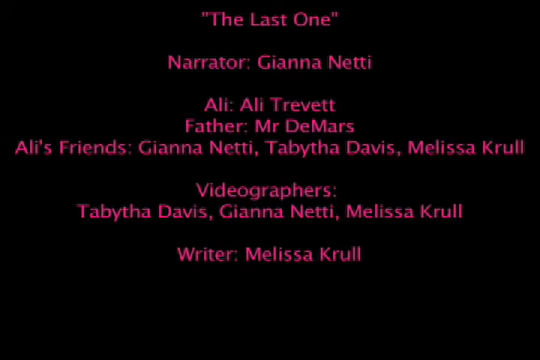 "The Last One"
Narrator: Gianna Netti
Ali: Ali Trevett
Father: Mr DeMars
Ali's Friends: Gianna Netti, Tabytha Davis, Melissa Krull
Videographers:
Tabytha Davis, Gianna Netti, Melissa Krull
Writer: Melissa Krull